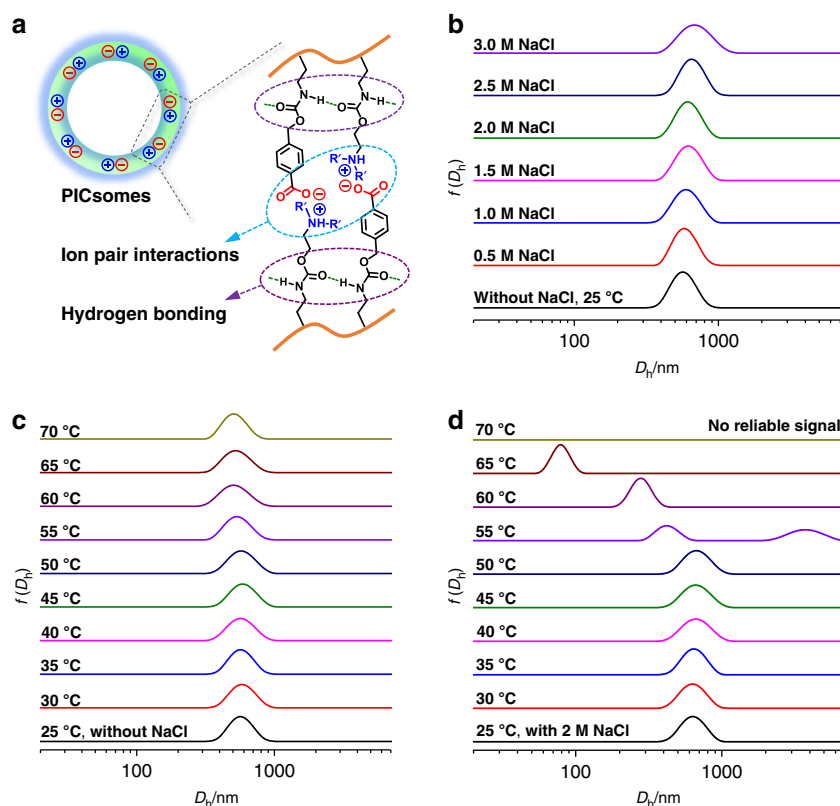 a
PICsomes
Ion pair interactions
Hydrogen bonding
N H
O
O
N H
O
O
R'
NH
R'
⊕
O
O
⊖
⊖
O
O
R'
⊕
NH-R'
O
O
H N
O
H N
O
b
3.0 M NaCl
2.5 M NaCl
2.0 M NaCl
1.5 M NaCl
1.0 M NaCl
0.5 M NaCl
Without NaCl, 25 °C
f (Dh)
100 1000
Dh/nm
c
70 °C
65 °C
60 °C
55 °C
50 °C
45 °C
40 °C
35 °C
30 °C
25 °C, without NaCl
f (Dh)
100 1000
Dh/nm
d
70 °C No reliable signal
65 °C
60 °C
55 °C
50 °C
45 °C
40 °C
35 °C
30 °C
25 °C, with 2 M NaCl
f (Dh)
100 1000
Dh/nm